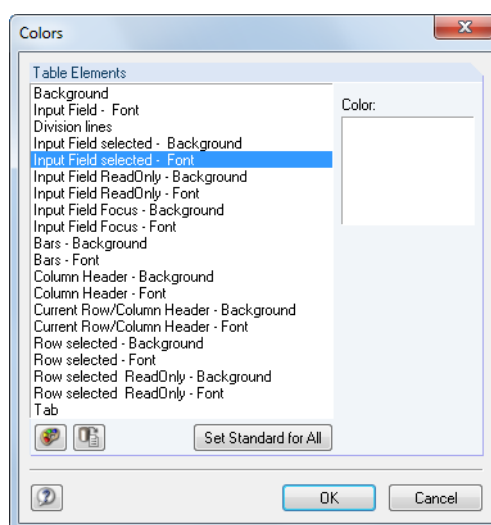 Colors
Table Elements
Background
Input Field - Font
Division lines
Input Field selected - Background
Input Field selected - Font
Input Field ReadOnly - Background
Input Field ReadOnly - Font
Input Field Focus - Background
Input Field Focus - Font
Bars - Background
Bars - Font
Column Header - Background
Column Header - Font
Current Row/Column Header - Background
Current Row/Column Header - Font
Row selected - Background
Row selected - Font
Row selected ReadOnly - Background
Row selected ReadOnly - Font
Tab
Color:
Set Standard for All
OK
Cancel